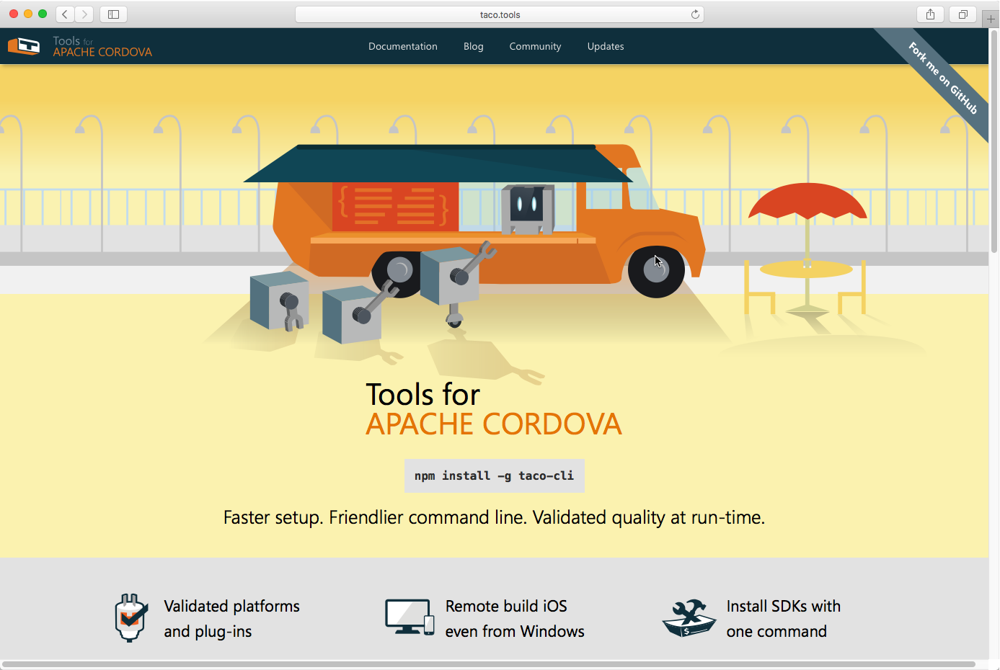 taco.tools
Tools for
APACHE CORDOVA
Documentation
Blog
Community
Updates
Fork me on GitHub
{ }
Tools for
APACHE CORDOVA
npm install -g taco-cli
Faster setup. Friendlier command line. Validated quality at run-time.
Validated platforms
and plug-ins
Remote build iOS
even from Windows
$
Install SDKs with
one command